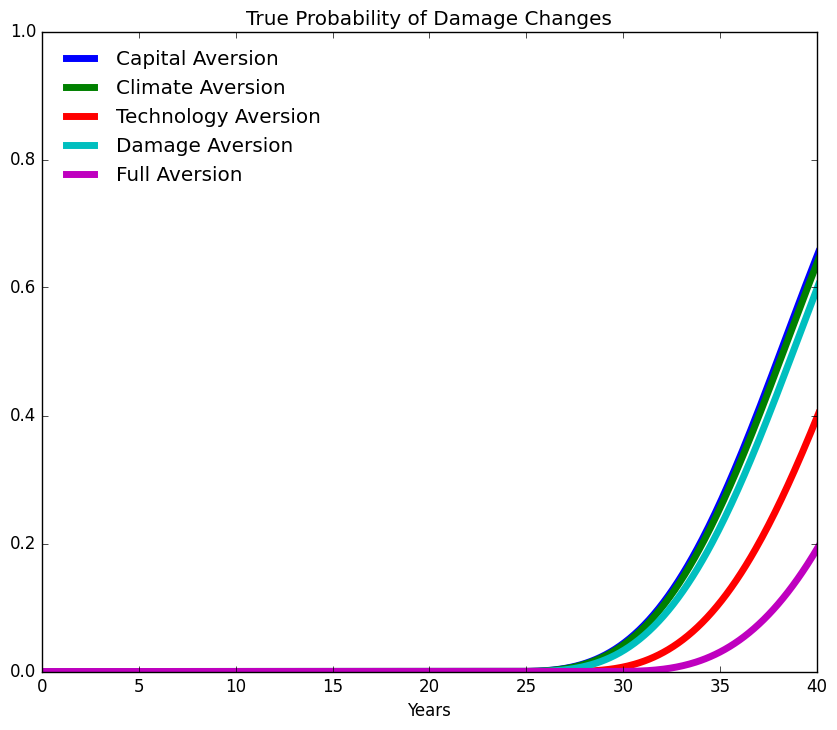 True Probability of Damage Changes
1.0
Capital Aversion
Climate Aversion
Technology Aversion
Damage Aversion
Full Aversion
0.8
0.6
0.4
0.2
0.0
0 5 10 15 20 25 30 35 40
Years